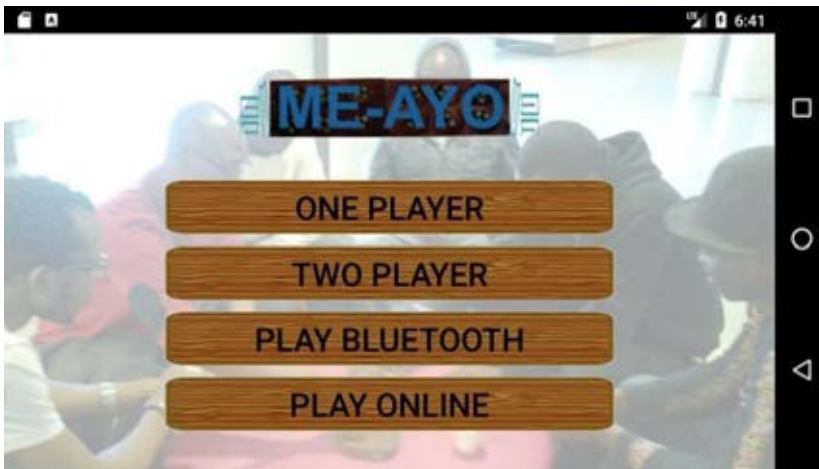 6:41
ME-AYO
ONE PLAYER
TWO PLAYER
PLAY BLUETOOTH
PLAY ONLINE